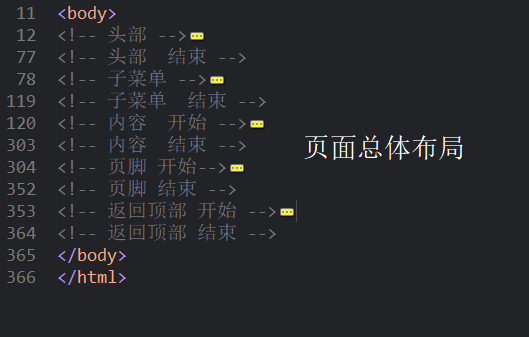 11 <body>
12 <!-- 头部 -->
77 <!-- 头部  结束 -->
78 <!-- 子菜单 -->
119 <!-- 子菜单  结束 -->
120 <!-- 内容  开始 -->
303 <!-- 内容  结束 -->
页面总体布局
304 <!-- 页脚 开始-->
352 <!-- 页脚 结束 -->
353 <!-- 返回顶部 开始 -->
364 <!-- 返回顶部 结束 -->
365 </body>
366 </html>